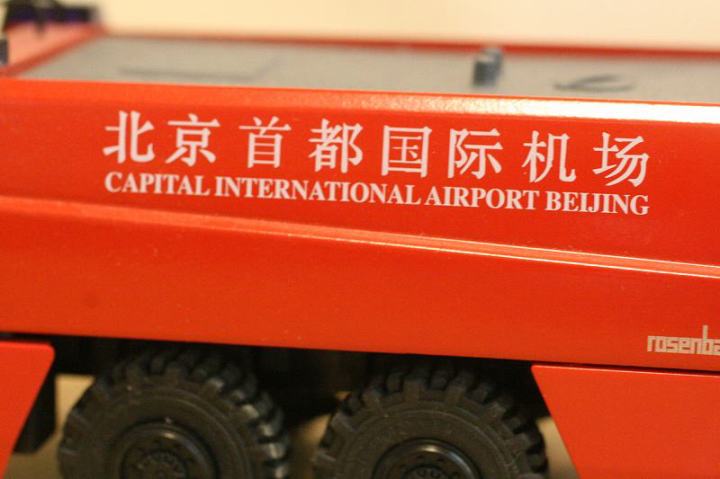 北京首都国际机场
CAPITAL INTERNATIONAL AIRPORT BEIJING